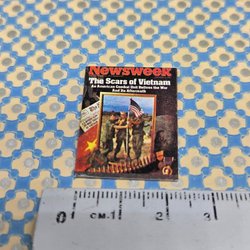 Newsweek
The Scars of Vietnam
An American Combat Unit Relives the War
And Its Aftermath
0 CM.1 2 3